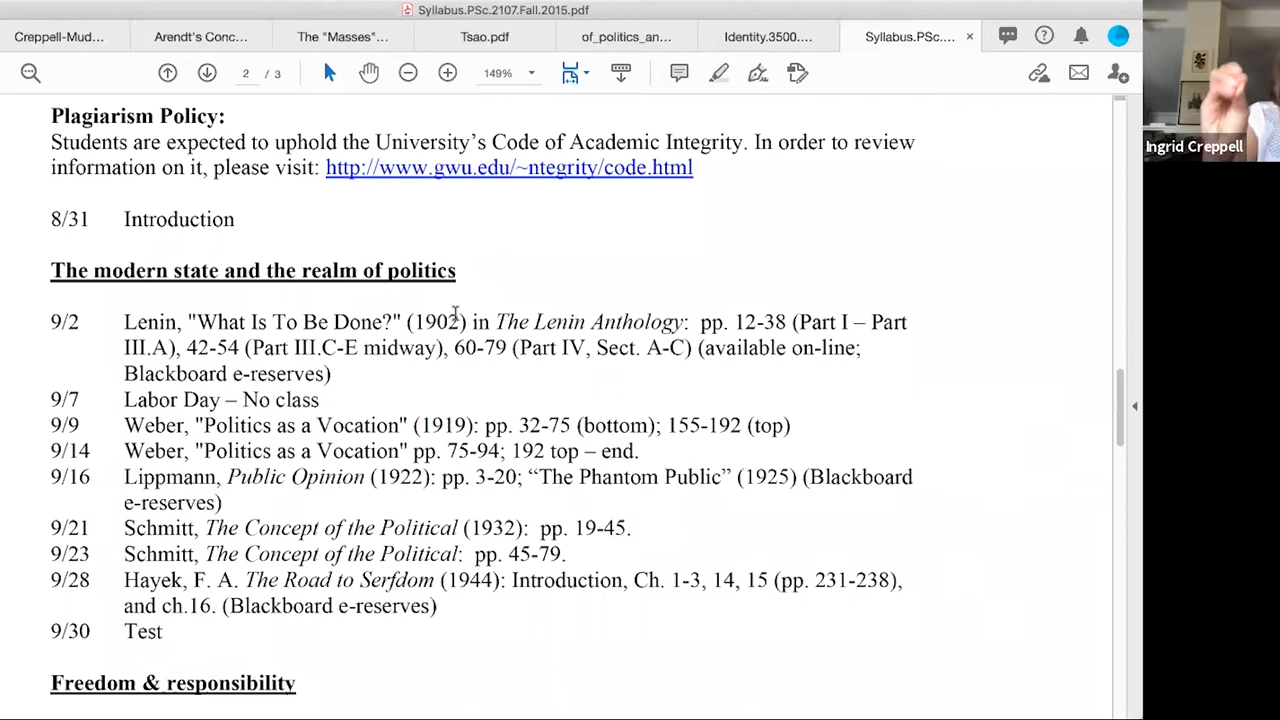 Syllabus.PSc.2107.Fall.2015.pdf
Creppell-Mud... Arendt's Conc... The "Masses"... Tsao.pdf of_politics_an... Identity.3500.... Syllabus.PSc.... ×
2 / 3 149%
Ingrid Creppell
Plagiarism Policy:
Students are expected to uphold the University's Code of Academic Integrity. In order to review
information on it, please visit: http://www.gwu.edu/~ntegrity/code.html
8/31 Introduction
The modern state and the realm of politics
9/2 Lenin, "What Is To Be Done?" (1902) in The Lenin Anthology: pp. 12-38 (Part I – Part
III.A), 42-54 (Part III.C-E midway), 60-79 (Part IV, Sect. A-C) (available on-line;
Blackboard e-reserves)
9/7 Labor Day – No class
9/9 Weber, "Politics as a Vocation" (1919): pp. 32-75 (bottom); 155-192 (top)
9/14 Weber, "Politics as a Vocation" pp. 75-94; 192 top – end.
9/16 Lippmann, Public Opinion (1922): pp. 3-20; “The Phantom Public” (1925) (Blackboard
e-reserves)
9/21 Schmitt, The Concept of the Political (1932): pp. 19-45.
9/23 Schmitt, The Concept of the Political: pp. 45-79.
9/28 Hayek, F. A. The Road to Serfdom (1944): Introduction, Ch. 1-3, 14, 15 (pp. 231-238),
and ch.16. (Blackboard e-reserves)
9/30 Test
Freedom & responsibility